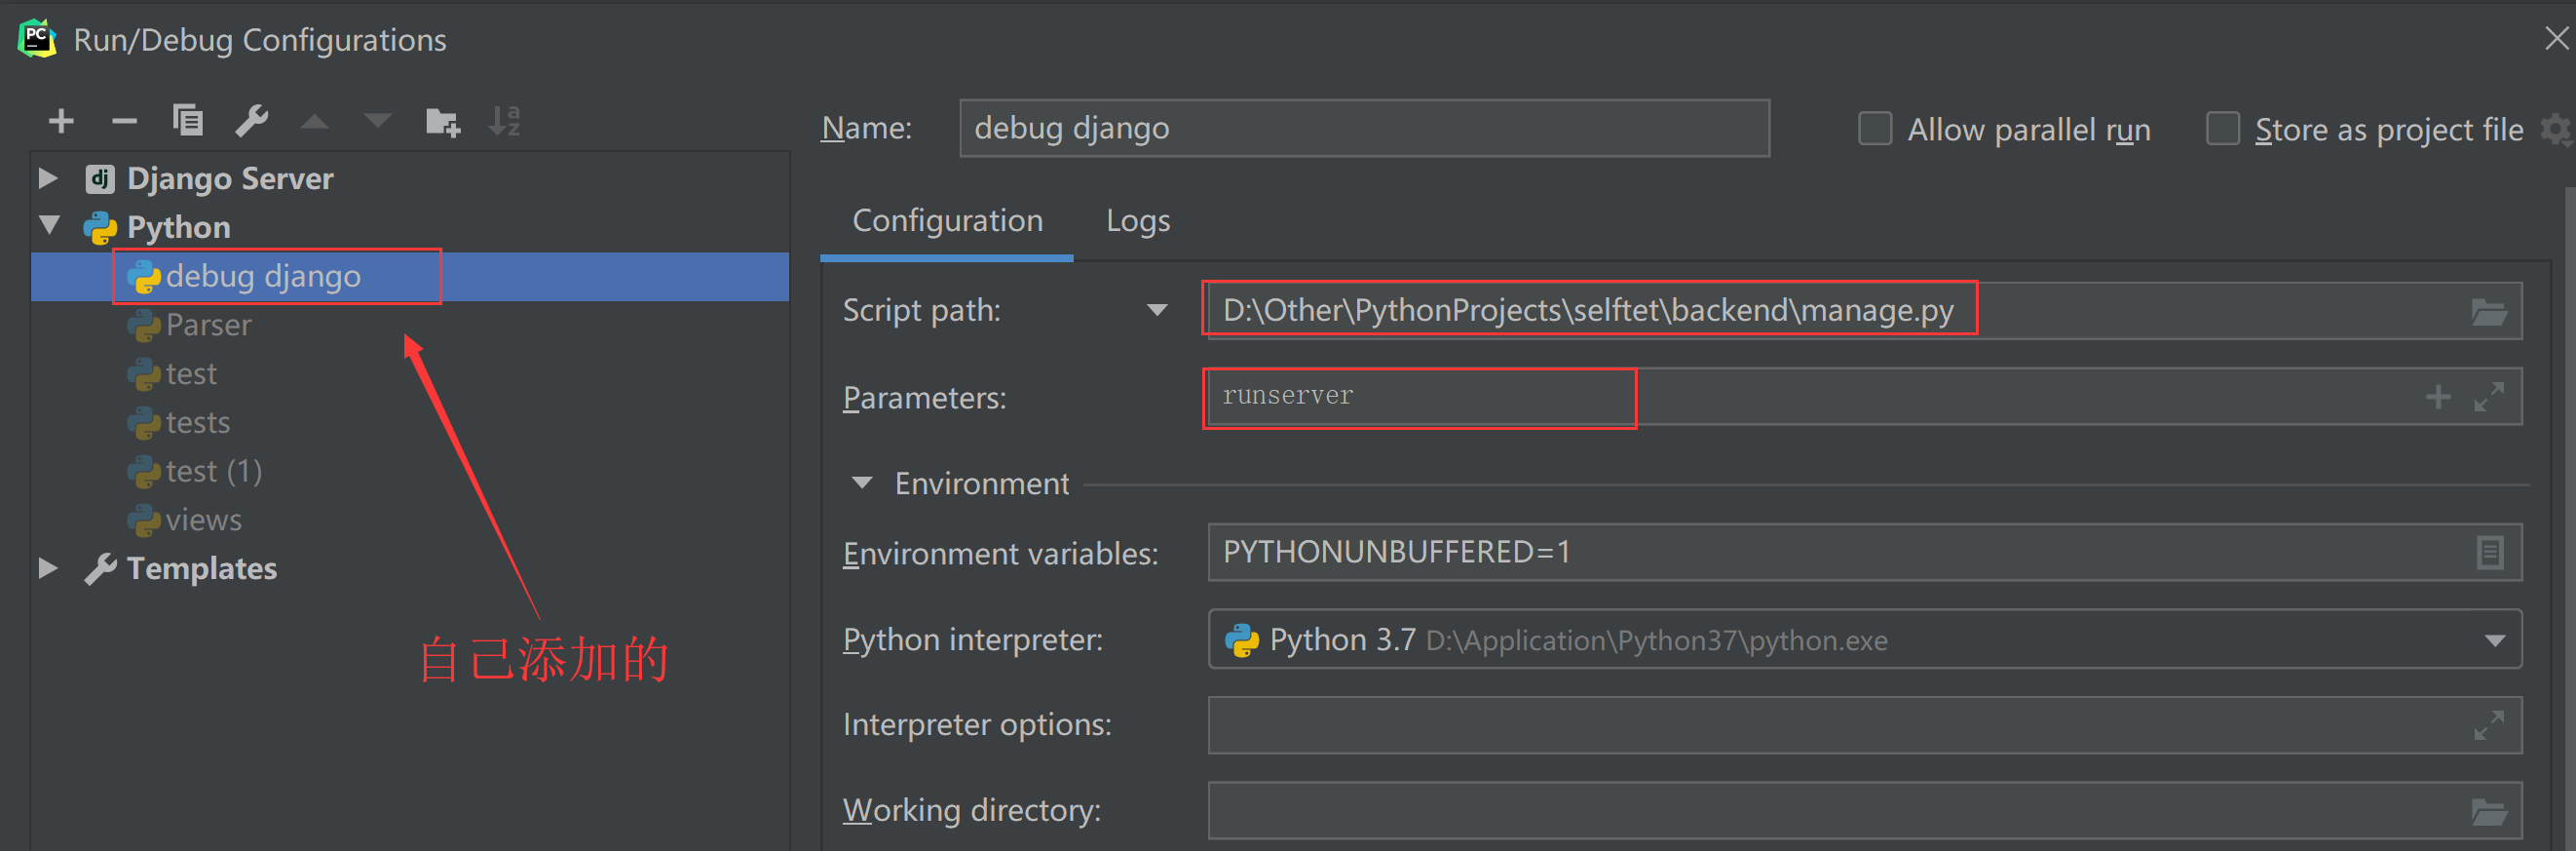 PC
Run/Debug Configurations
Name:
debug django
Allow parallel run
Store as project file
dj Django Server
Python
debug django
Parser
test
tests
test (1)
views
Templates
自己添加的
Configuration
Logs
Script path:
D:\Other\PythonProjects\selftet\backend\manage.py
Parameters:
runserver
Environment
Environment variables:
PYTHONUNBUFFERED=1
Python interpreter:
Python 3.7 D:\Application\Python37\python.exe
Interpreter options:
Working directory: